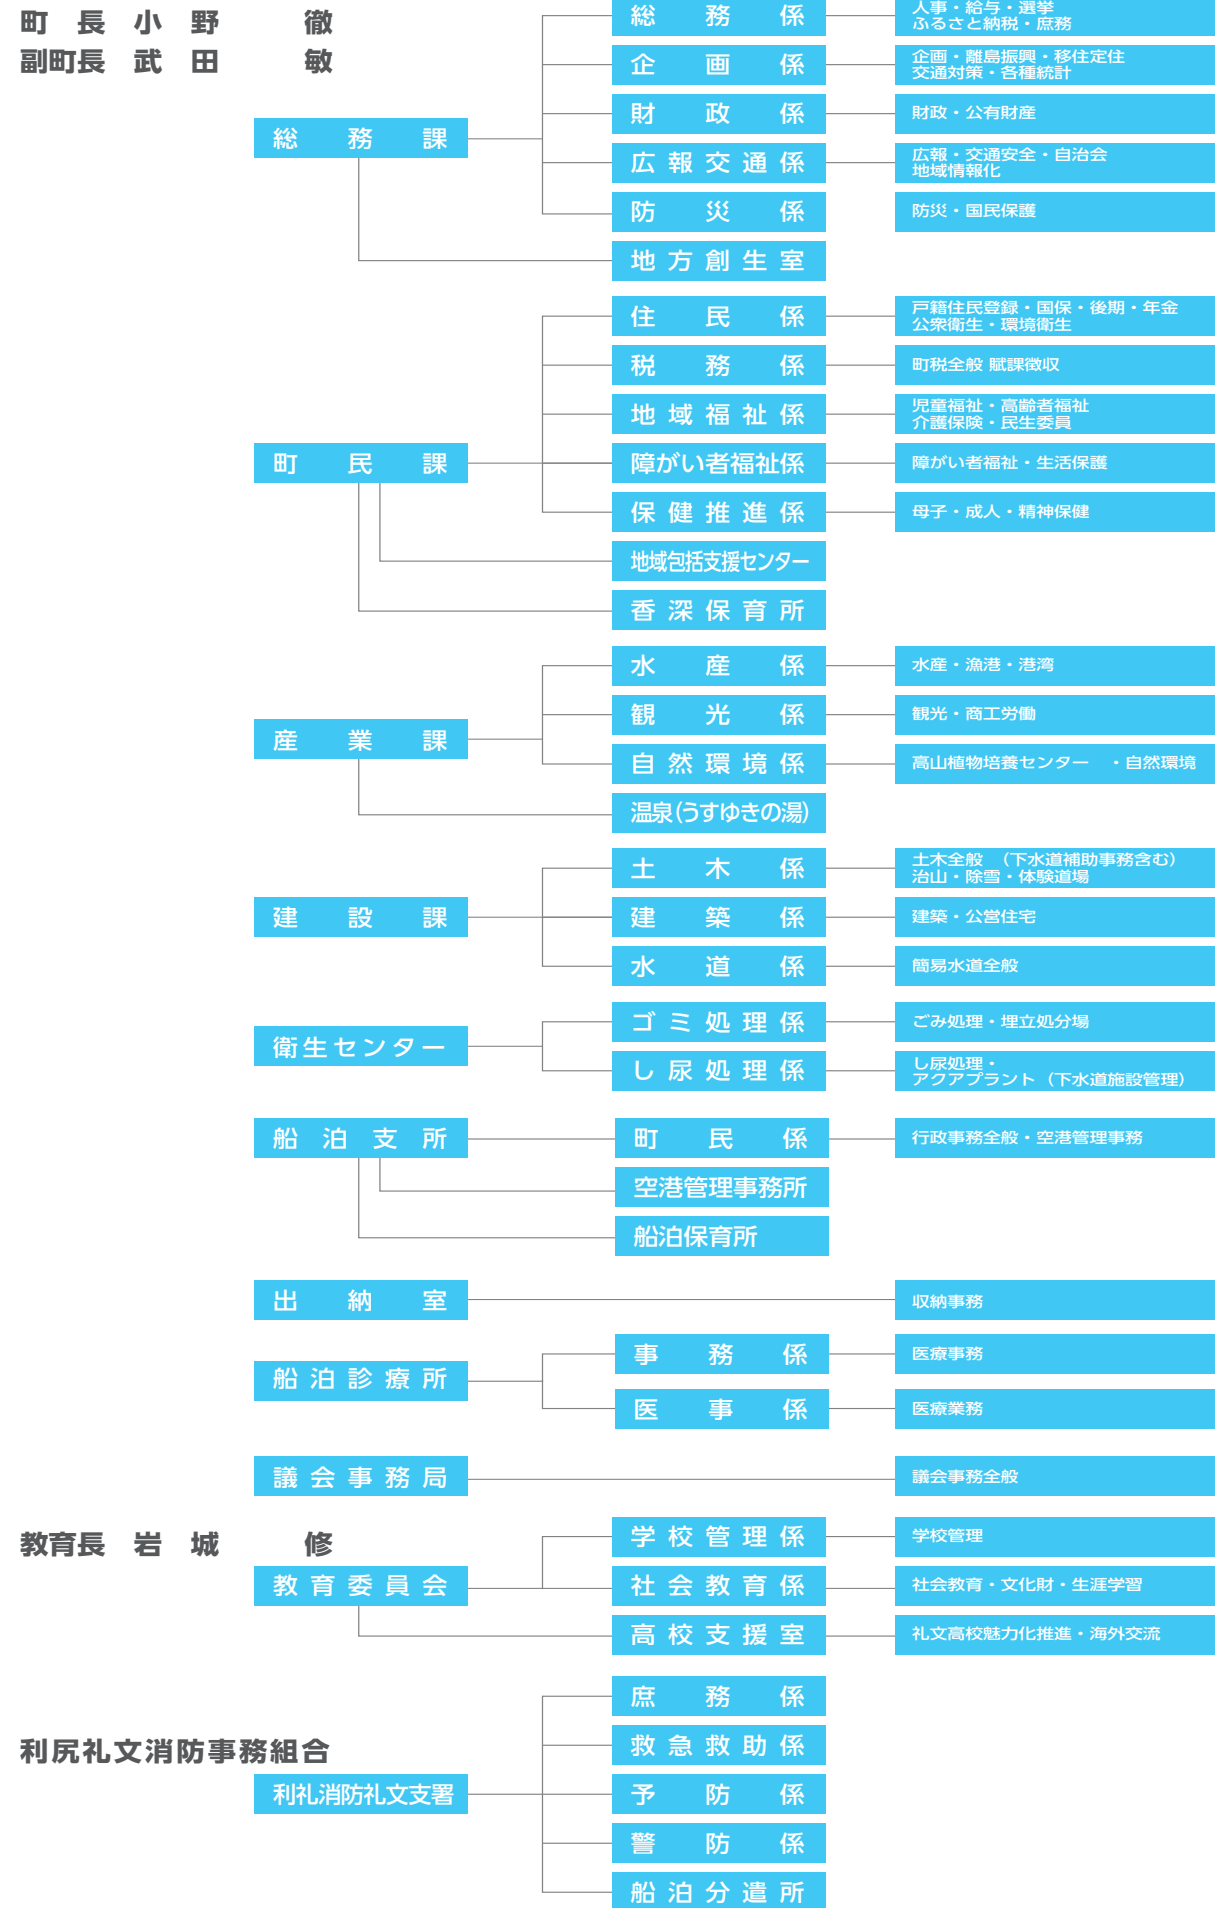 町長 小野 徹
副町長 武田 敏
総務課
総務係
人事・給与・選挙
ふるさと納税・庶務
企画係
企画・離島振興・移住定住
交通対策・各種統計
財政係
財政・公有財産
広報交通係
広報・交通安全・自治会
地域情報化
防災係
防災・国民保護
地方創生室
町民課
住民係
戸籍住民登録・国保・後期・年金
公衆衛生・環境衛生
税務係
町税全般 賦課徴収
地域福祉係
児童福祉・高齢者福祉
介護保険・民生委員
障がい者福祉係
障がい者福祉・生活保護
保健推進係
母子・成人・精神保健
地域包括支援センター
香深保育所
産業課
水産係
水産・漁港・港湾
観光係
観光・商工労働
自然環境係
高山植物培養センター ・自然環境
温泉(うすゆきの湯)
建設課
土木係
土木全般 (下水道補助事務含む)
治山・除雪・体験道場
建築係
建築・公営住宅
水道係
簡易水道全般
衛生センター
ゴミ処理係
ごみ処理・埋立処分場
し尿処理係
し尿処理・
アクアプラント(下水道施設管理)
船泊支所
町民係
行政事務全般・空港管理事務
空港管理事務所
船泊保育所
出納室
収納事務
船泊診療所
事務係
医療事務
医事係
医療業務
議会事務局
議会事務全般
教育長 岩城 修
教育委員会
学校管理係
学校管理
社会教育係
社会教育・文化財・生涯学習
高校支援室
礼文高校魅力化推進・海外交流
利尻礼文消防事務組合
利礼消防礼文支署
庶務係
救急救助係
予防係
警防係
船泊分遣所